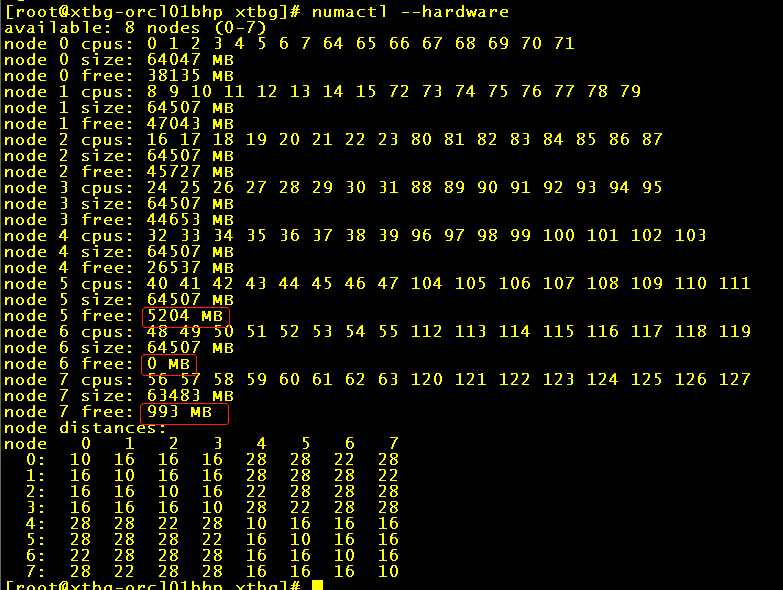 [root@xtbg-orcl01bhp xtbg]# numactl --hardware
available: 8 nodes (0-7)
node 0 cpus: 0 1 2 3 4 5 6 7 64 65 66 67 68 69 70 71
node 0 size: 64047 MB
node 0 free: 38135 MB
node 1 cpus: 8 9 10 11 12 13 14 15 72 73 74 75 76 77 78 79
node 1 size: 64507 MB
node 1 free: 47043 MB
node 2 cpus: 16 17 18 19 20 21 22 23 80 81 82 83 84 85 86 87
node 2 size: 64507 MB
node 2 free: 45727 MB
node 3 cpus: 24 25 26 27 28 29 30 31 88 89 90 91 92 93 94 95
node 3 size: 64507 MB
node 3 free: 44653 MB
node 4 cpus: 32 33 34 35 36 37 38 39 96 97 98 99 100 101 102 103
node 4 size: 64507 MB
node 4 free: 26537 MB
node 5 cpus: 40 41 42 43 44 45 46 47 104 105 106 107 108 109 110 111
node 5 size: 64507 MB
node 5 free: 5204 MB
node 6 cpus: 48 49 50 51 52 53 54 55 112 113 114 115 116 117 118 119
node 6 size: 64507 MB
node 6 free: 0 MB
node 7 cpus: 56 57 58 59 60 61 62 63 120 121 122 123 124 125 126 127
node 7 size: 63483 MB
node 7 free: 993 MB
node distances:
node 0 1 2 3 4 5 6 7
0: 10 16 16 16 28 28 22 28
1: 16 10 16 16 28 28 28 22
2: 16 16 10 16 22 28 28 28
3: 16 16 16 10 28 22 28 28
4: 28 28 22 28 10 16 16 16
5: 28 28 28 22 16 10 16 16
6: 22 28 28 28 16 16 10 16
7: 28 22 28 28 16 16 16 10
[root@xtbg-orcl01bhp xtbg]#